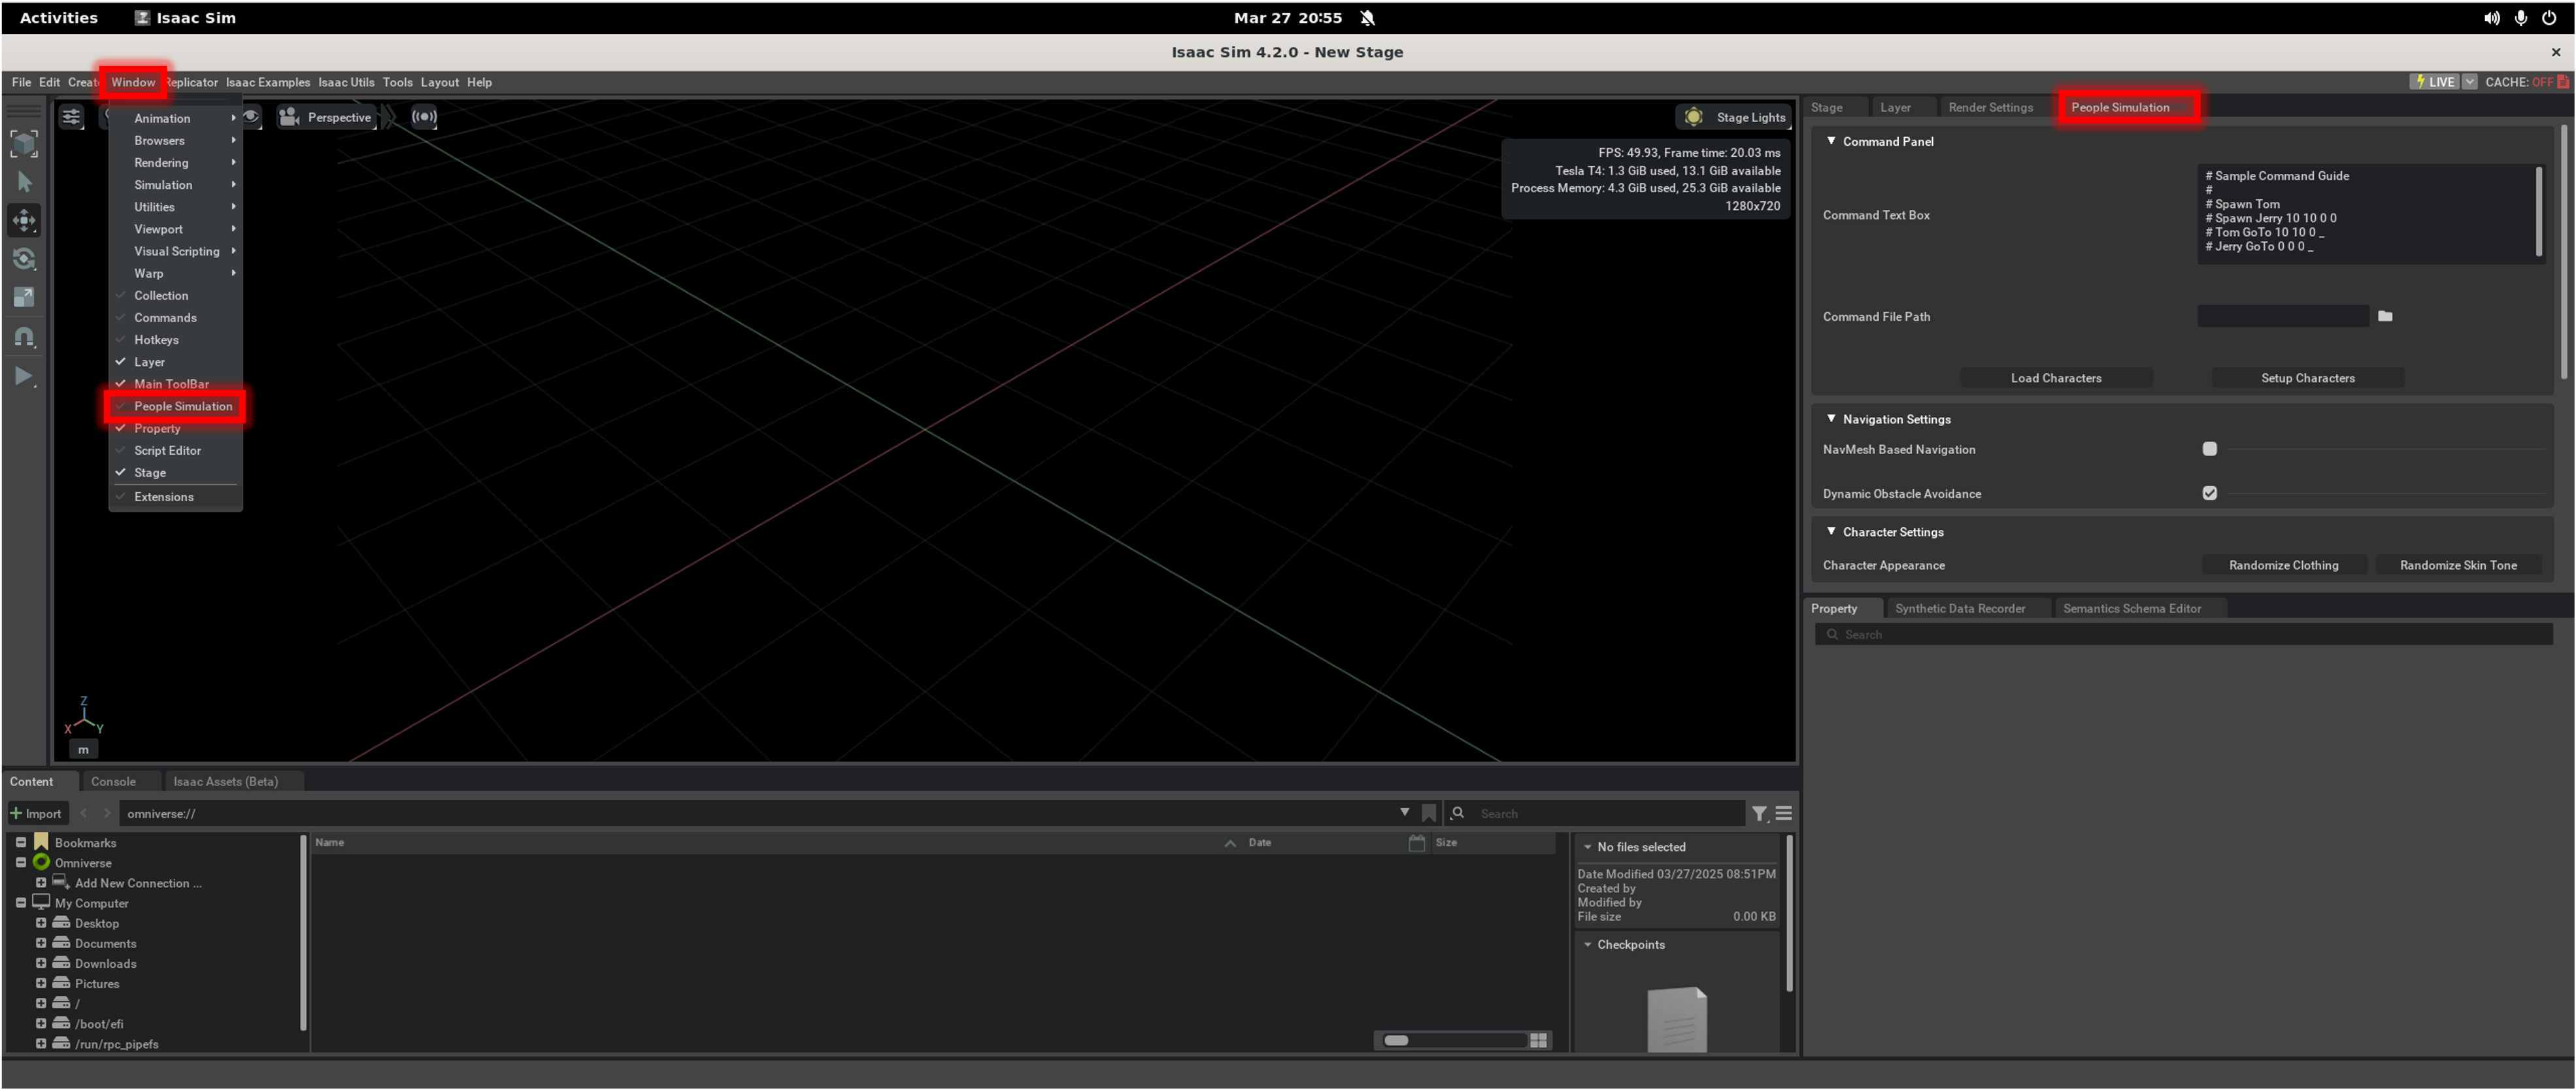 Activities Isaac Sim Mar 27 20:55
Isaac Sim 4.2.0 - New Stage ×
File Edit Create Window Replicator Isaac Examples Isaac Utils Tools Layout Help LIVE CACHE: OFF
Animation
Browsers
Rendering
Simulation
Utilities
Viewport
Visual Scripting
Warp
Collection
Commands
Hotkeys
Layer
Main ToolBar
People Simulation
Property
Script Editor
Stage
Extensions
Perspective
Stage Lights
FPS: 49.93, Frame time: 20.03 ms
Tesla T4: 1.3 GiB used, 13.1 GiB available
Process Memory: 4.3 GiB used, 25.3 GiB available
1280x720
Z
X Y
m
Stage Layer Render Settings People Simulation
Command Panel
Command Text Box
# Sample Command Guide
#
# Spawn Tom
# Spawn Jerry 10 10 0 0
# Tom GoTo 10 10 0 _
# Jerry GoTo 0 0 0 _
Command File Path
Load Characters Setup Characters
Navigation Settings
NavMesh Based Navigation
Dynamic Obstacle Avoidance
Character Settings
Character Appearance Randomize Clothing Randomize Skin Tone
Property Synthetic Data Recorder Semantics Schema Editor
Search
Content Console Isaac Assets (Beta)
Import omniverse:// Search
Bookmarks
Omniverse
Add New Connection ...
My Computer
Desktop
Documents
Downloads
Pictures
/
/boot/efi
/run/rpc_pipefs
Name Date Size
No files selected
Date Modified 03/27/2025 08:51PM
Created by
Modified by
File size 0.00 KB
Checkpoints